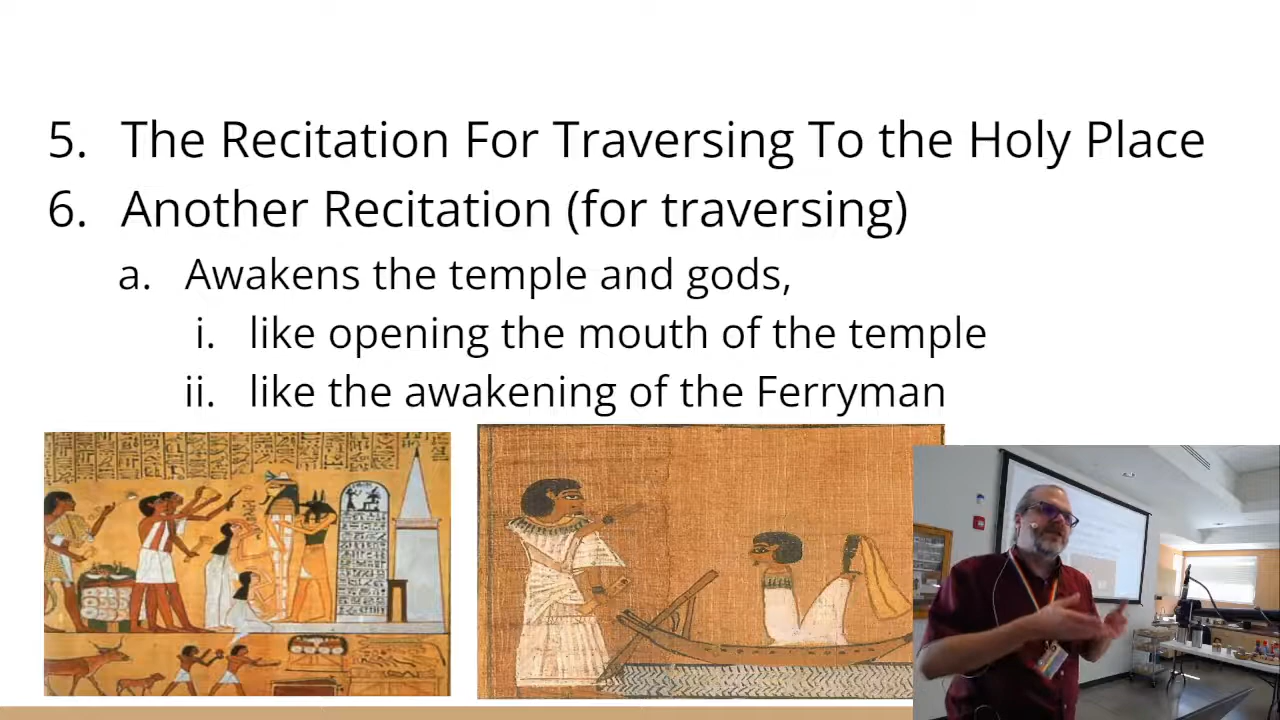 5. The Recitation For Traversing To the Holy Place
6. Another Recitation (for traversing)
a. Awakens the temple and gods,
i. like opening the mouth of the temple
ii. like the awakening of the Ferryman